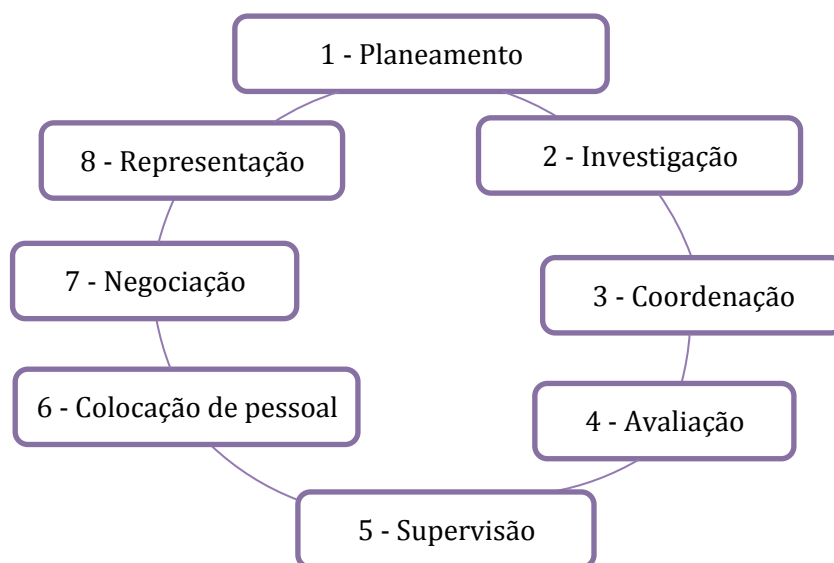 1 - Planeamento
2 - Investigação
3 - Coordenação
4 - Avaliação
5 - Supervisão
6 - Colocação de pessoal
7 - Negociação
8 - Representação